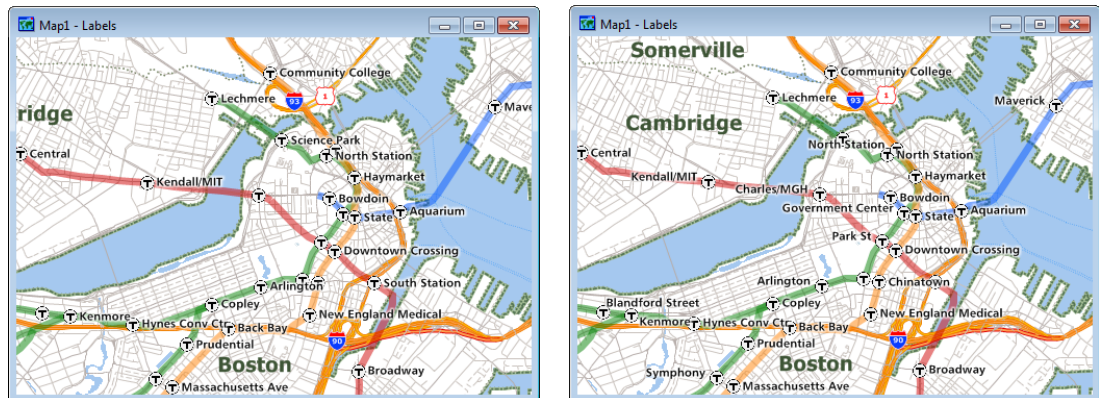 Map1 - Labels
Community College
93
1
Lechmere
Mave
ridge
Science Park
North Station
Central
Haymarket
Kendall/MIT
Bowdoin
State
Aquarium
Downtown Crossing
South Station
Arlington
Copley
New England Medical
Kenmore
Hynes Conv Ctr
Back Bay
90
Prudential
Boston
Broadway
Massachusetts Ave
Map1 - Labels
Somerville
Community College
93
1
Lechmere
Maverick
Cambridge
North Station
North Station
Central
Haymarket
Kendall/MIT
Charles/MGH
Bowdoin
Government Center
State
Aquarium
Park St
Downtown Crossing
Arlington
Chinatown
Blandford Street
Copley
New England Medical
Kenmore
Hynes Conv Ctr
Back Bay
90
Prudential
Boston
Symphony
Broadway
Massachusetts Ave